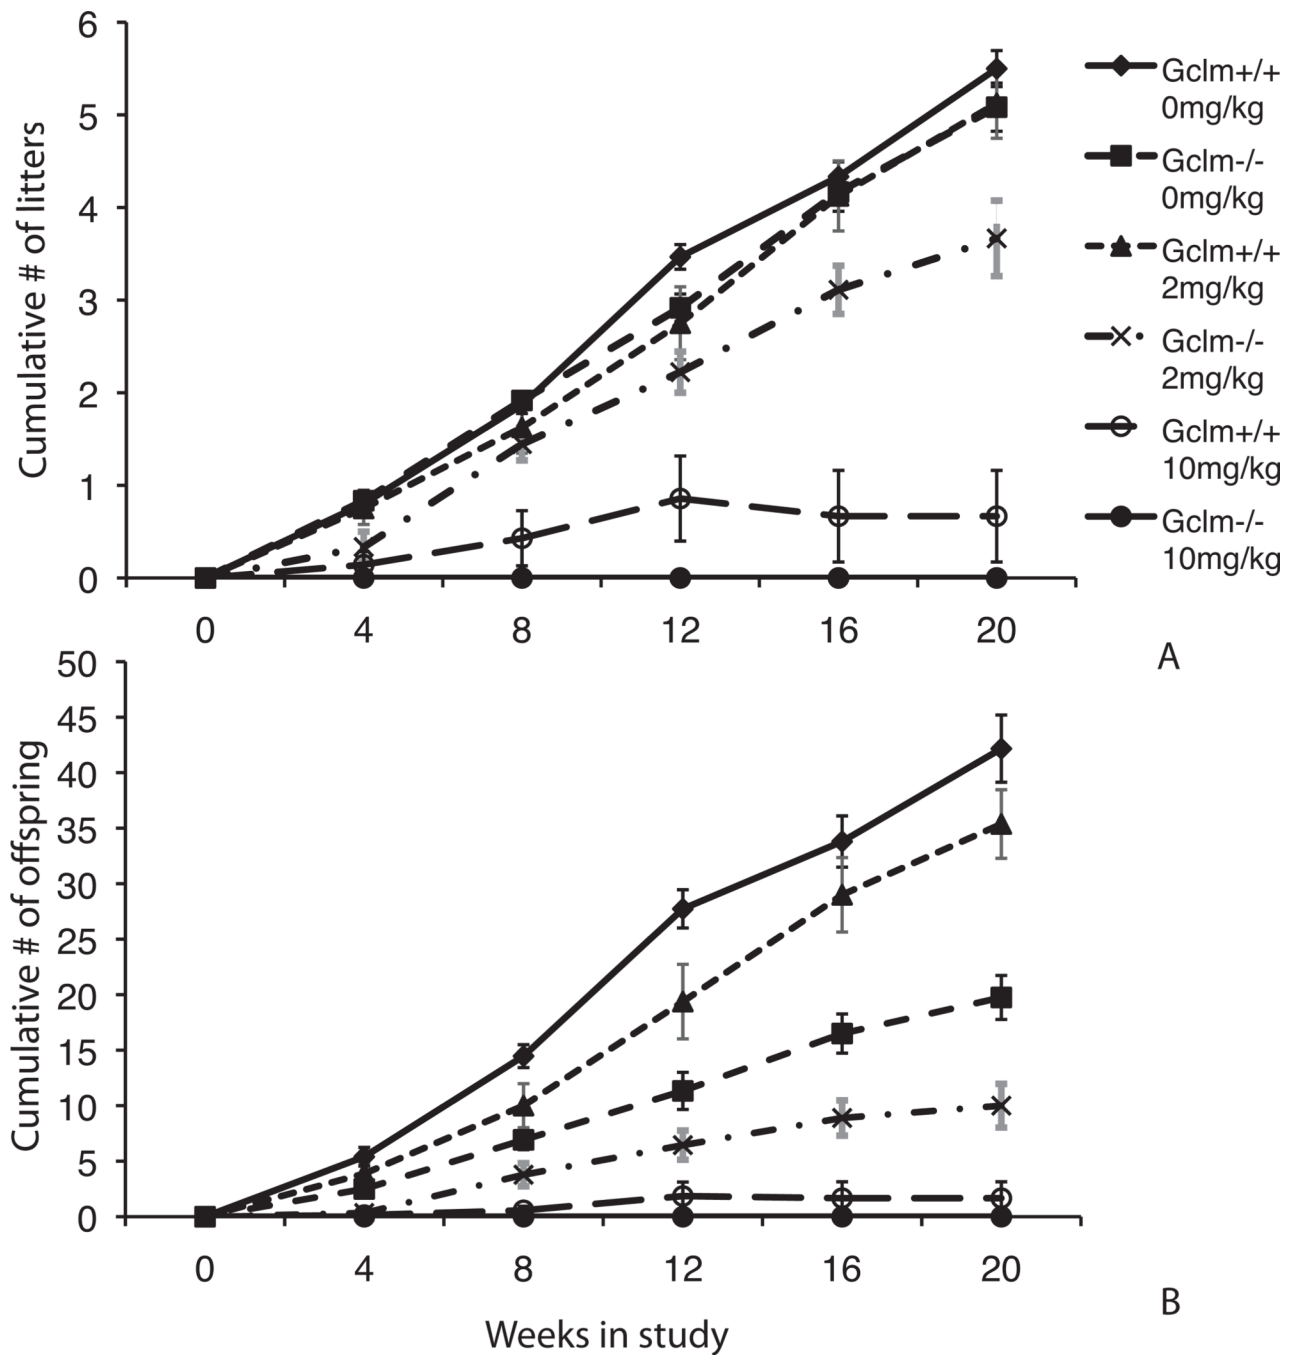 6
5
4
3
2
1
0
Cumulative # of litters
0 4 8 12 16 20
Gclm+/+
0mg/kg
Gclm-/-
0mg/kg
Gclm+/+
2mg/kg
Gclm-/-
2mg/kg
Gclm+/+
10mg/kg
Gclm-/-
10mg/kg
A
50
45
40
35
30
25
20
15
10
5
0
Cumulative # of offspring
0 4 8 12 16 20
Weeks in study
B